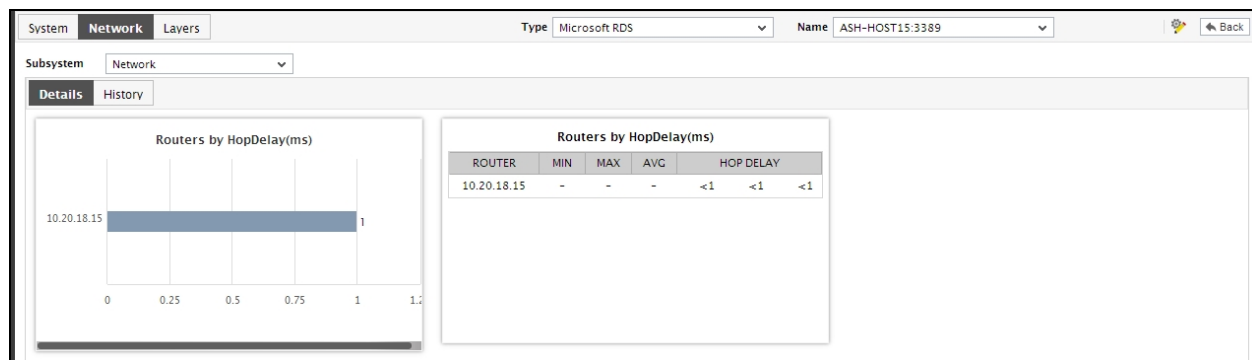 System Network Layers Type Microsoft RDS Name ASH-HOST15:3389 Back
Subsystem Network
Details History
Routers by HopDelay(ms)
10.20.18.15
1
0 0.25 0.5 0.75 1 1.2
Routers by HopDelay(ms)
ROUTER MIN MAX AVG HOP DELAY
10.20.18.15 - - - <1 <1 <1